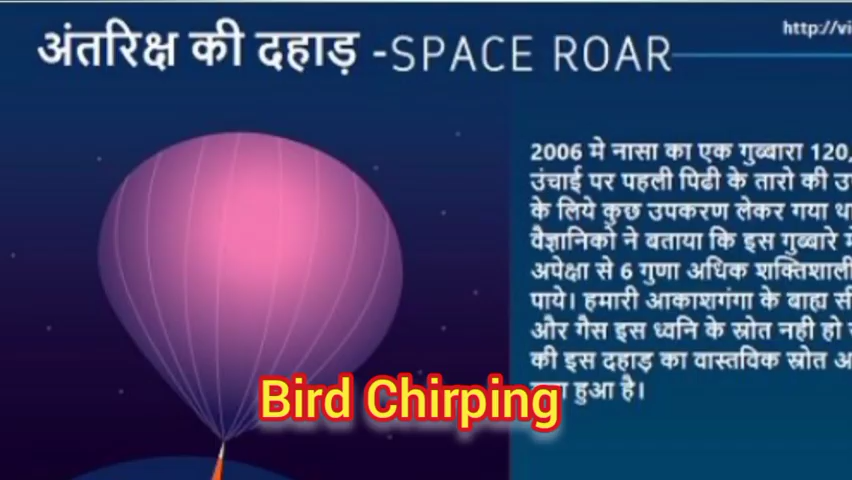 http://vi
अंतरिक्ष की दहाड़ -SPACE ROAR
2006 मे नासा का एक गुब्बारा 120,
उंचाई पर पहली पिढी के तारो की
के लिये कुछ उपकरण लेकर गया
वैज्ञानिको ने बताया कि इस गुब्बारे
अपेक्षा से 6 गुणा अधिक शक्तिशाली
पाये। हमारी आकाशगंगा के बाह्य
और गैस इस ध्वनि के स्रोत नही हो
की इस दहाड़ का वास्तविक स्रोत
हुआ है।
Bird Chirping